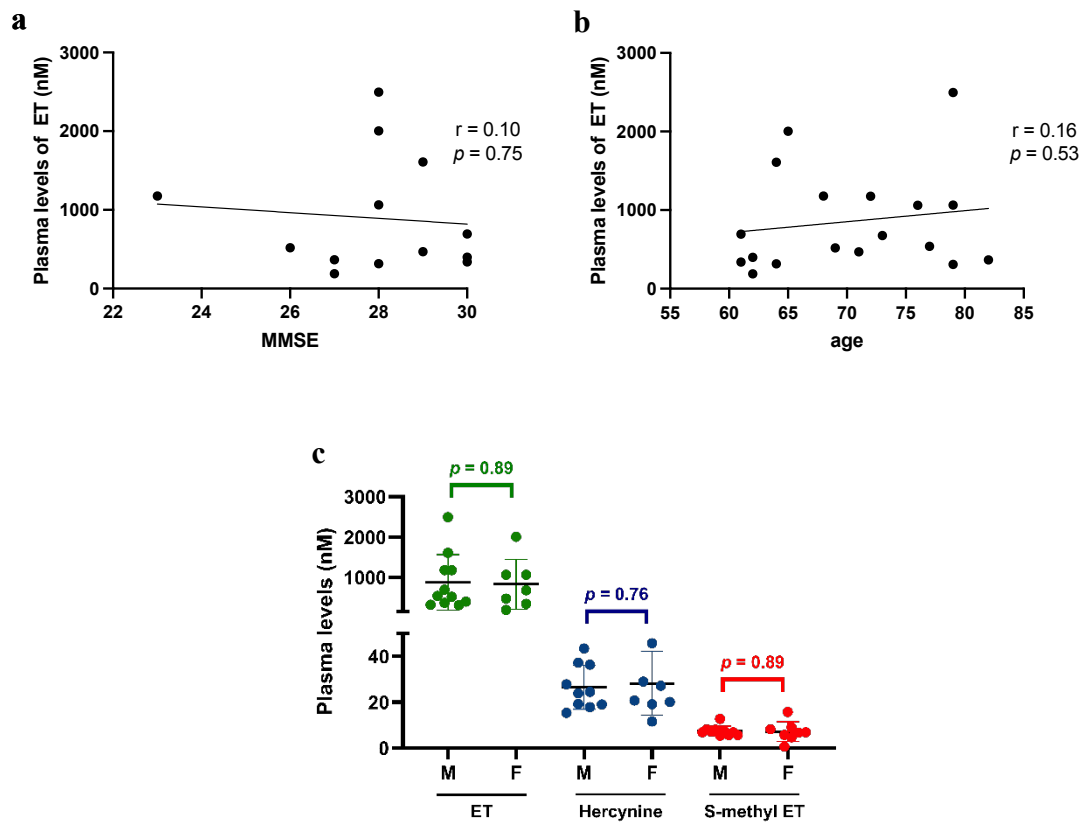 a
Plasma levels of ET (nM)
3000
2000
1000
0
22 24 26 28 30
MMSE
r = 0.10
p = 0.75
b
Plasma levels of ET (nM)
3000
2000
1000
0
55 60 65 70 75 80 85
age
r = 0.16
p = 0.53
c
Plasma levels (nM)
3000
2000
1000
40
20
0
p = 0.89
p = 0.76
p = 0.89
M F M F M F
ET Hercynine S-methyl ET